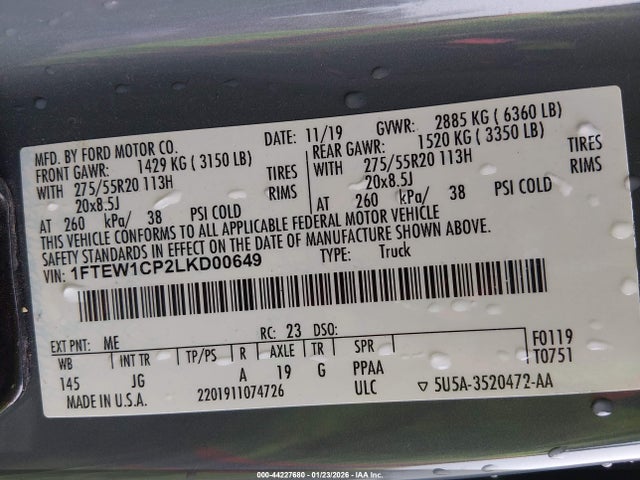 MFD. BY FORD MOTOR CO.
DATE: 11/19
GVWR: 2885 KG ( 6360 LB)
FRONT GAWR: 1429 KG ( 3150 LB)
REAR GAWR: 1520 KG ( 3350 LB)
WITH 275/55R20 113H TIRES
WITH 275/55R20 113H TIRES
20x8.5J RIMS
20x8.5J RIMS
AT 260 kPa/ 38 PSI COLD
AT 260 kPa/ 38 PSI COLD
THIS VEHICLE CONFORMS TO ALL APPLICABLE FEDERAL MOTOR VEHICLE
SAFETY STANDARDS IN EFFECT ON THE DATE OF MANUFACTURE SHOWN ABOVE.
VIN: 1FTEW1CP2LKD00649
TYPE: Truck
EXT PNT: ME RC: 23 DSO:
F0119
WB INT TR TP/PS R AXLE TR SPR
T0751
145 JG A 19 G PPAA
MADE IN U.S.A. 2201911074726 ULC ▽ 5U5A-3520472-AA
000-44227680 - 01/23/2026 - IAA Inc.